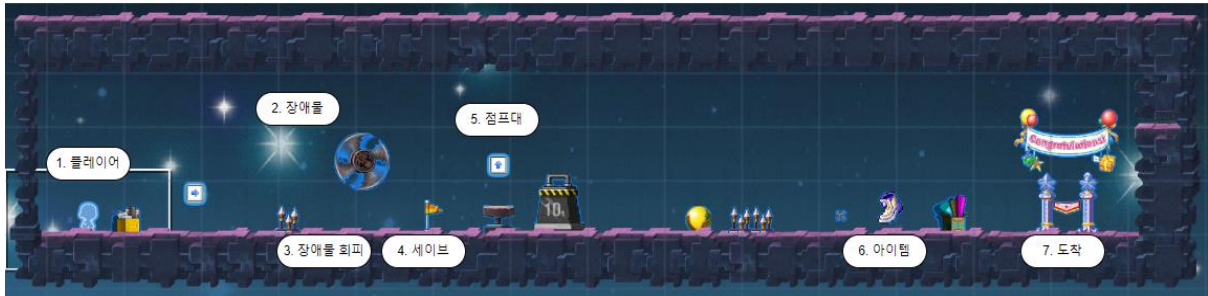 1. 플레이어
2. 장애물
3. 장애물 회피
4. 세이브
5. 점프대
10t
6. 아이템
Congratulations!
7. 도착